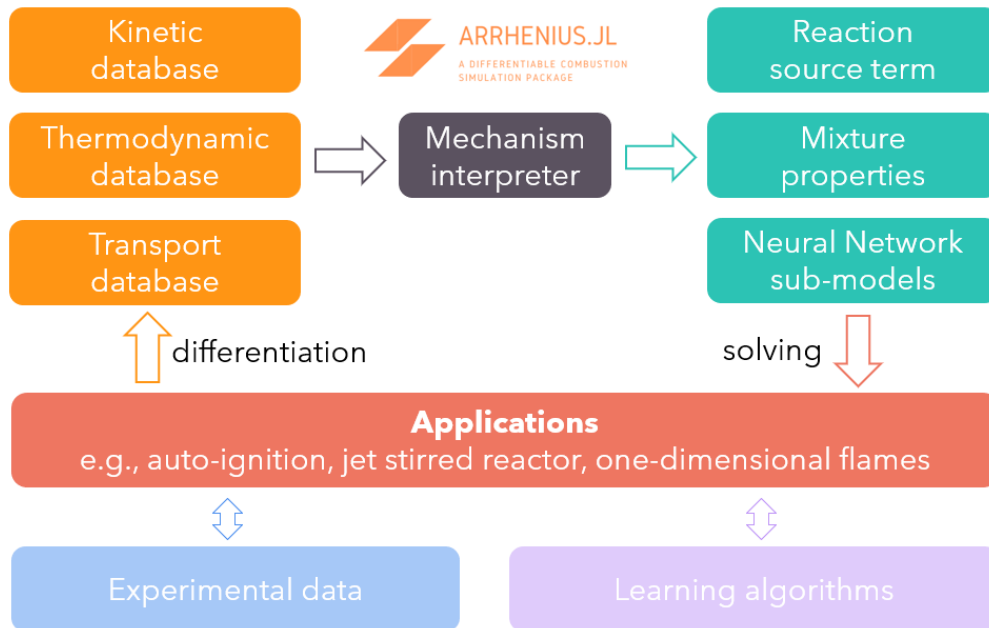 Kinetic
database
ARRHENIUS.JL
A DIFFERENTIABLE COMBUSTION
SIMULATION PACKAGE
Reaction
source term
Thermodynamic
database
Mechanism
interpreter
Mixture
properties
Transport
database
Neural Network
sub-models
differentiation
solving
Applications
e.g., auto-ignition, jet stirred reactor, one-dimensional flames
Experimental data
Learning algorithms